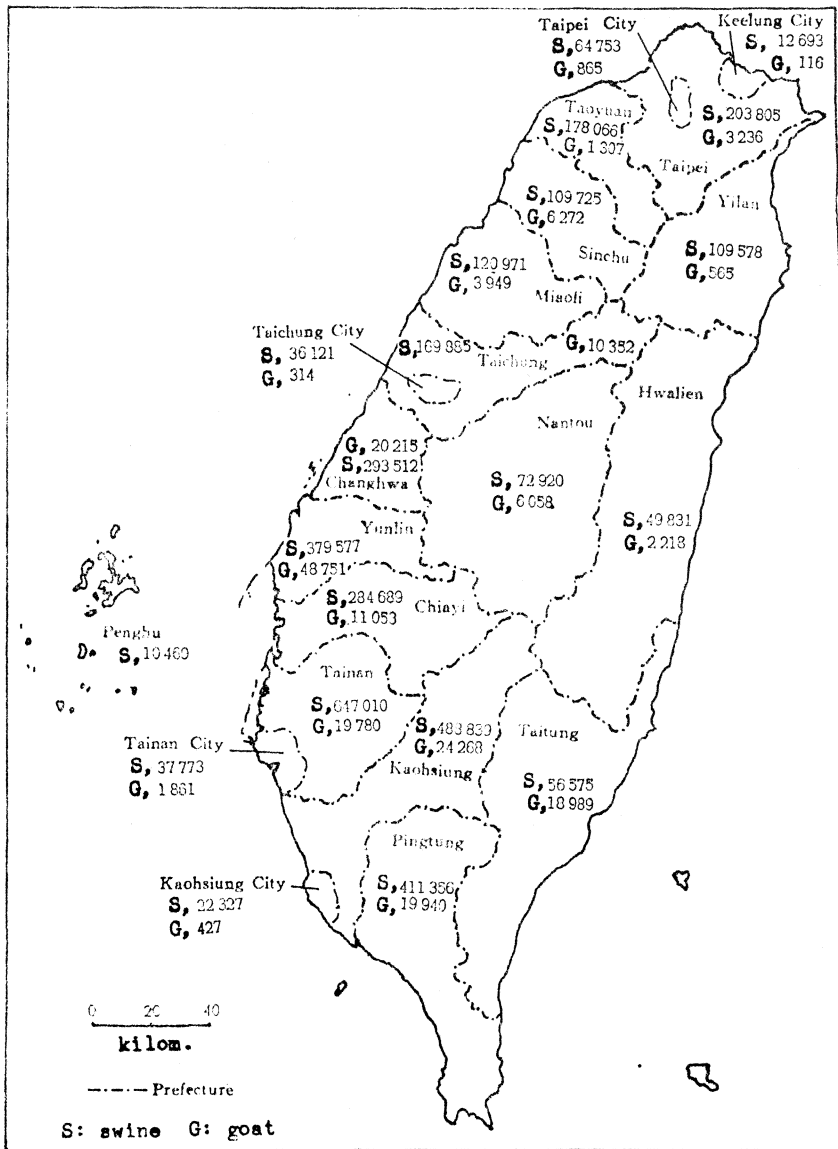 Taipei City
S, 64 753
G, 865
Keelung City
S, 12 693
G, 116
Taoyuan
S, 178 066
G, 1 307
S, 203 805
G, 3 236
Taipei
S, 109 725
G, 6 272
Sinchu
Yilan
S, 109 578
G, 565
S, 120 971
G, 3 949
Miaoli
Taichung City
S, 36 121
G, 314
S, 169 885
G, 10 352
Taichung
Hwalien
Nantou
G, 20 215
S, 293 512
Changhwa
S, 72 920
G, 6 058
Yunlin
S, 379 577
G, 48 751
S, 49 831
G, 2 218
S, 284 689
G, 11 053
Chiayi
Penghu
S, 10 460
Tainan
S, 647 010
G, 19 780
S, 483 830
G, 24 268
Kaohsiung
Taitung
S, 56 575
G, 18 989
Tainan City
S, 37 773
G, 1 861
Pingtung
S, 411 356
G, 19 940
Kaohsiung City
S, 22 327
G, 427
0 20 40
kilom.
Prefecture
S: swine G: goat